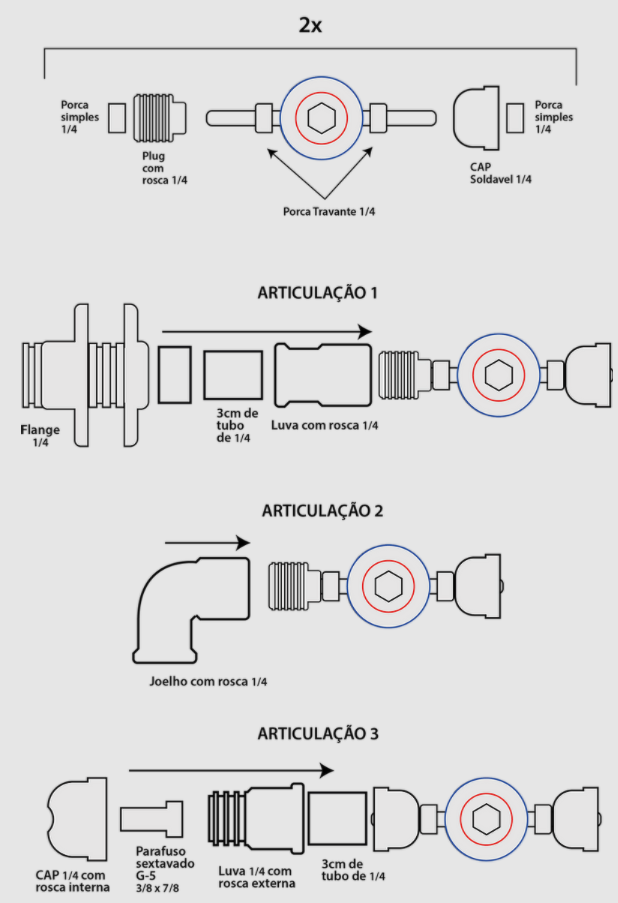 2x
Porca
simples
1/4
Plug
com
rosca 1/4
Porca Travante 1/4
CAP
Soldavel 1/4
Porca
simples
1/4
ARTICULAÇÃO 1
Flange
1/4
3cm de
tubo
de 1/4
Luva com rosca 1/4
ARTICULAÇÃO 2
Joelho com rosca 1/4
ARTICULAÇÃO 3
CAP 1/4 com
rosca interna
Parafuso
sextavado
G-5
3/8 x 7/8
Luva 1/4 com
rosca externa
3cm de
tubo de 1/4